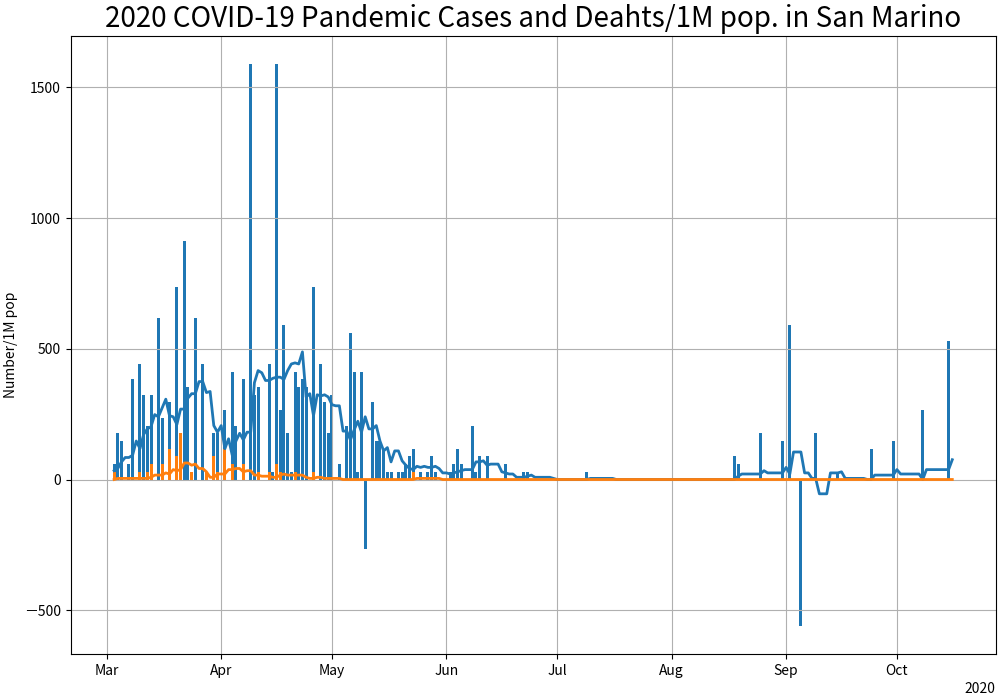 2020 COVID-19 Pandemic Cases and Deahts/1M pop. in San Marino
Number/1M pop
1500
1000
500
0
−500
Mar Apr May Jun Jul Aug Sep Oct
2020